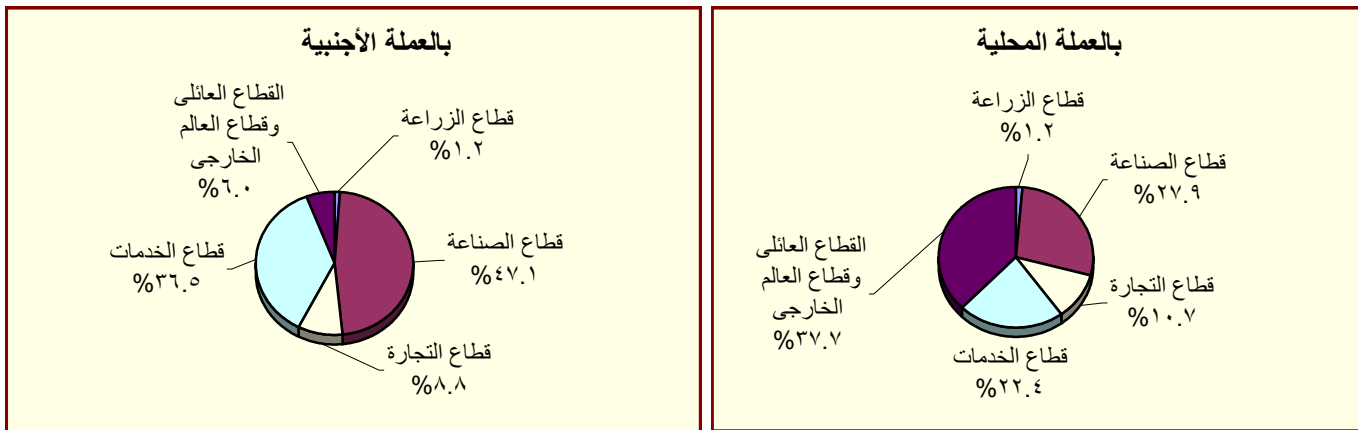 بالعملة المحلية
قطاع الزراعة
%١.٢
قطاع الصناعة
%٢٧.٩
قطاع التجارة
%١٠.٧
قطاع الخدمات
%٢٢.٤
القطاع العائلى
وقطاع العالم
الخارجى
%٣٧.٧
بالعملة الأجنبية
قطاع الزراعة
%١.٢
قطاع الصناعة
%٤٧.١
قطاع التجارة
%٨.٨
قطاع الخدمات
%٣٦.٥
القطاع العائلى
وقطاع العالم
الخارجى
%٦.٠